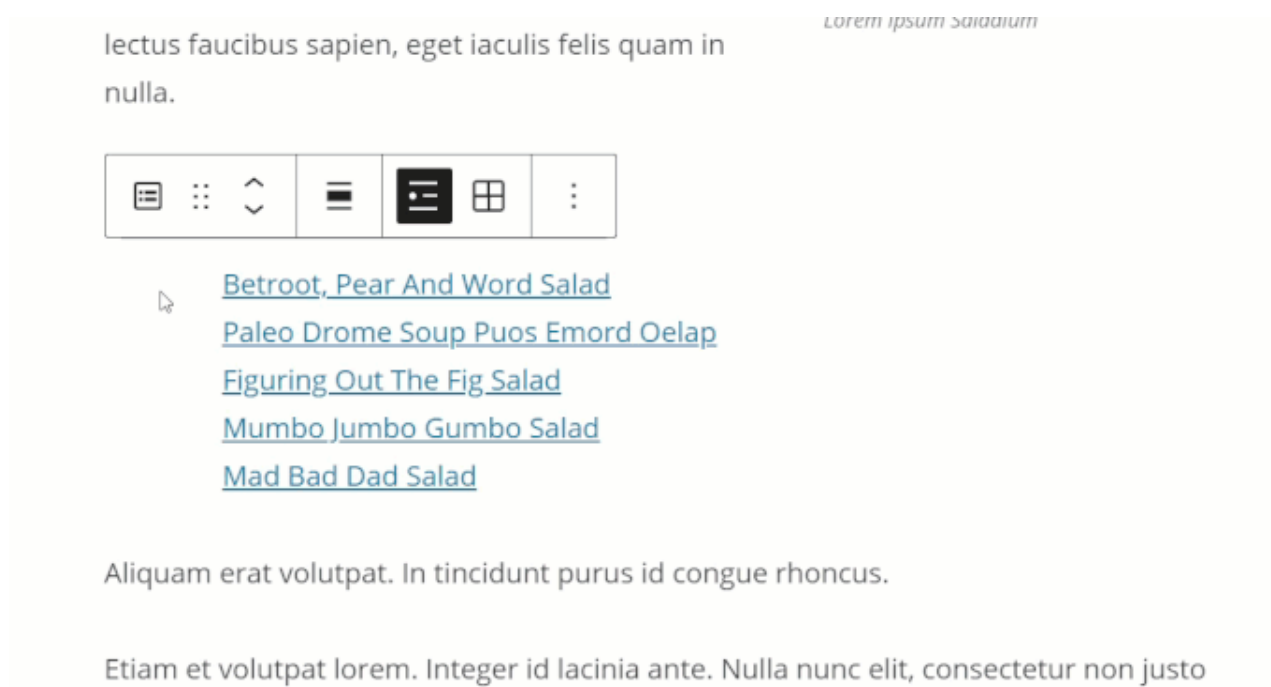 Lorem Ipsum Saladium
lectus faucibus sapien, eget iaculis felis quam in
nulla.
Betroot, Pear And Word Salad
Paleo Drome Soup Puos Emord Oelap
Figuring Out The Fig Salad
Mumbo Jumbo Gumbo Salad
Mad Bad Dad Salad
Aliquam erat volutpat. In tincidunt purus id congue rhoncus.
Etiam et volutpat lorem. Integer id lacinia ante. Nulla nunc elit, consectetur non justo